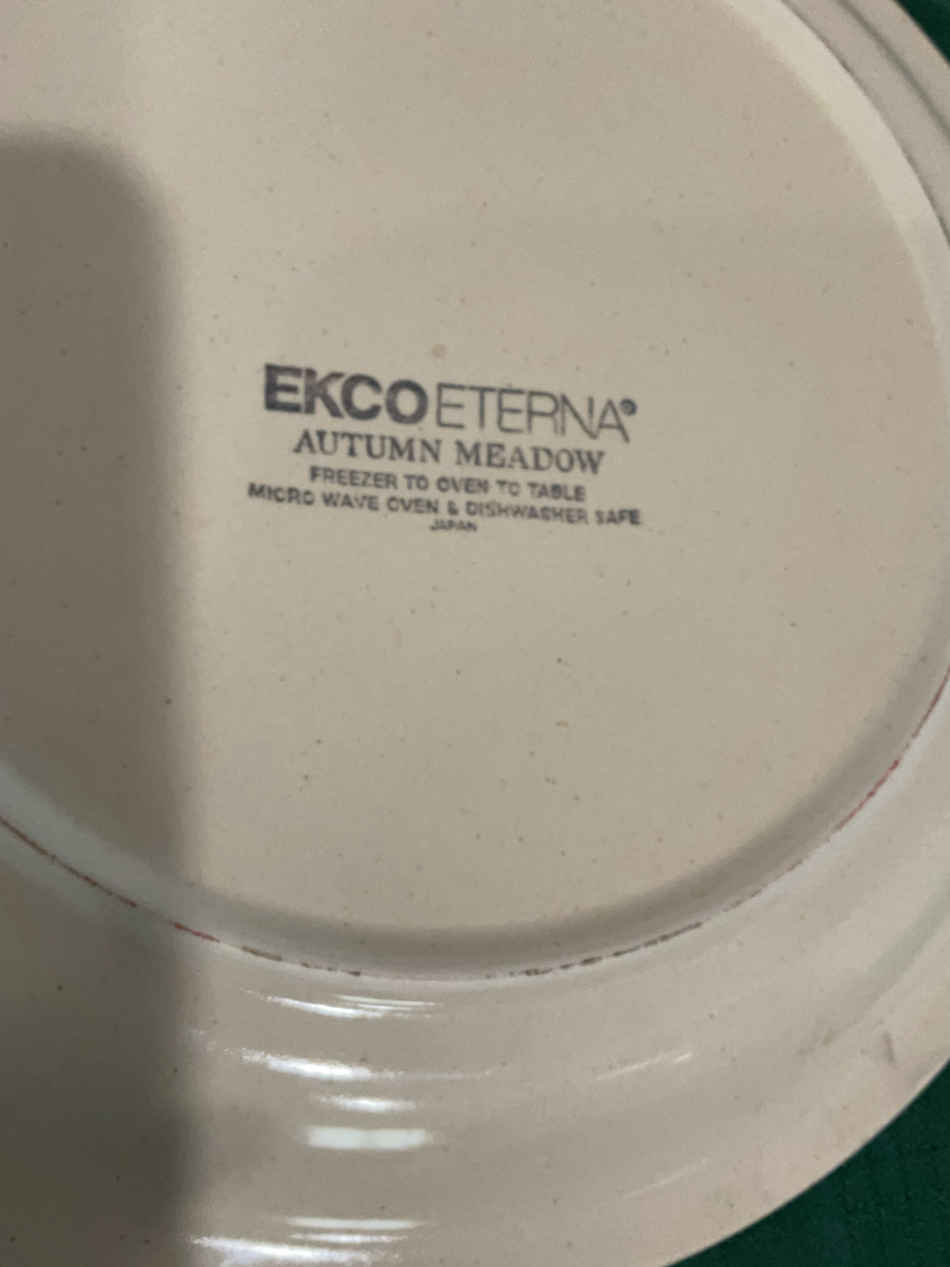 EKCO ETERNA®
AUTUMN MEADOW
FREEZER TO OVEN TO TABLE
MICRO WAVE OVEN & DISHWASHER SAFE
JAPAN